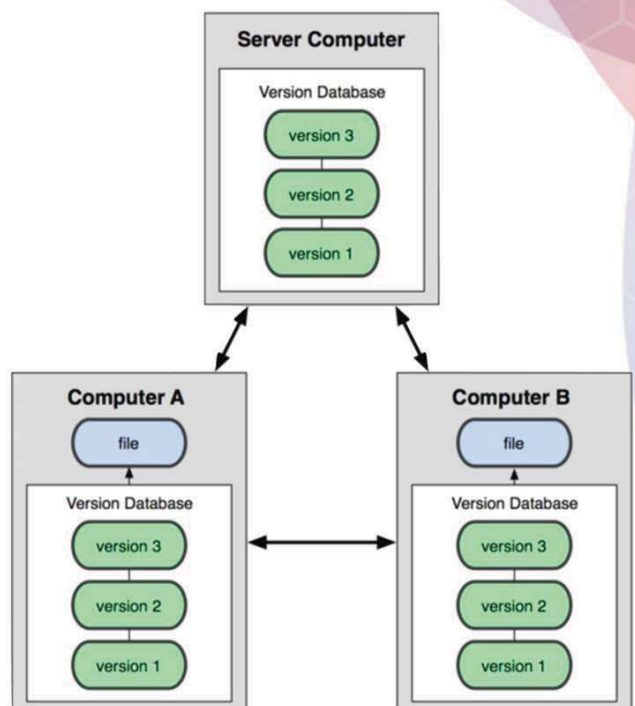 Server Computer
Version Database
version 3
version 2
version 1
Computer A
file
Version Database
version 3
version 2
version 1
Computer B
file
Version Database
version 3
version 2
version 1